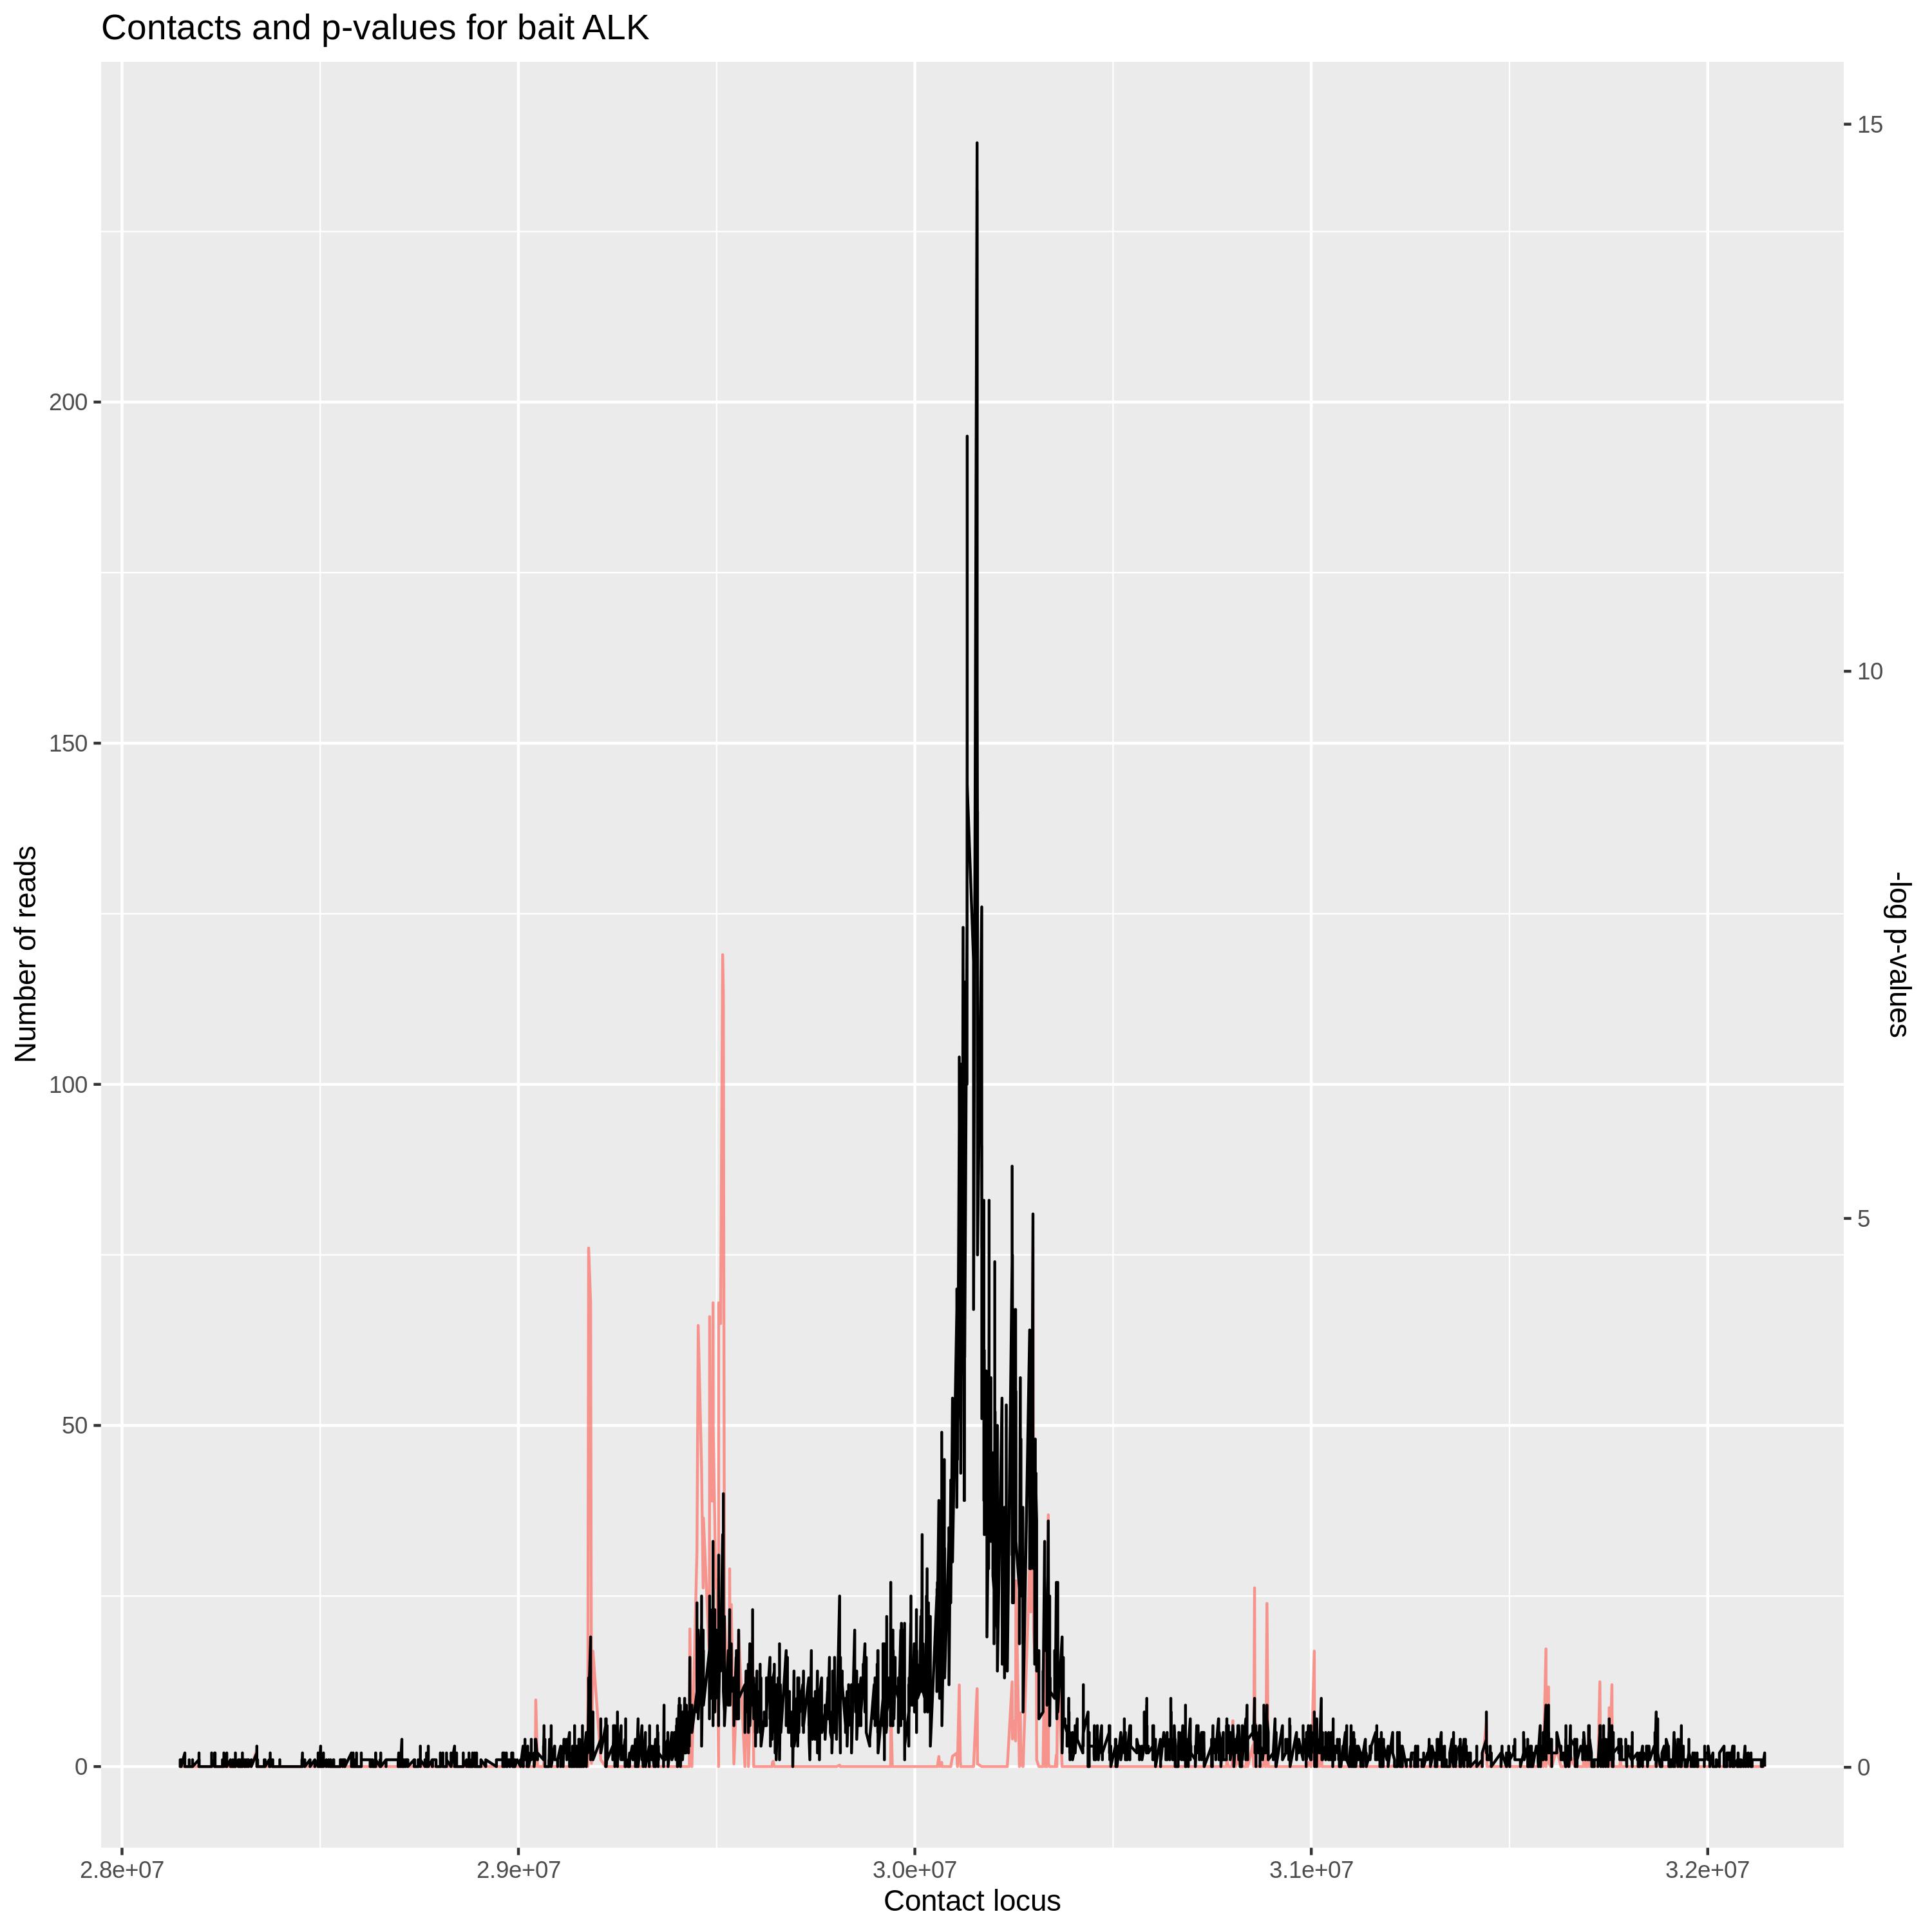 Contacts and p-values for bait ALK
200
150
100
50
0
Number of reads
15
10
5
0
-log p-values
2.8e+07
2.9e+07
3.0e+07
3.1e+07
3.2e+07
Contact locus